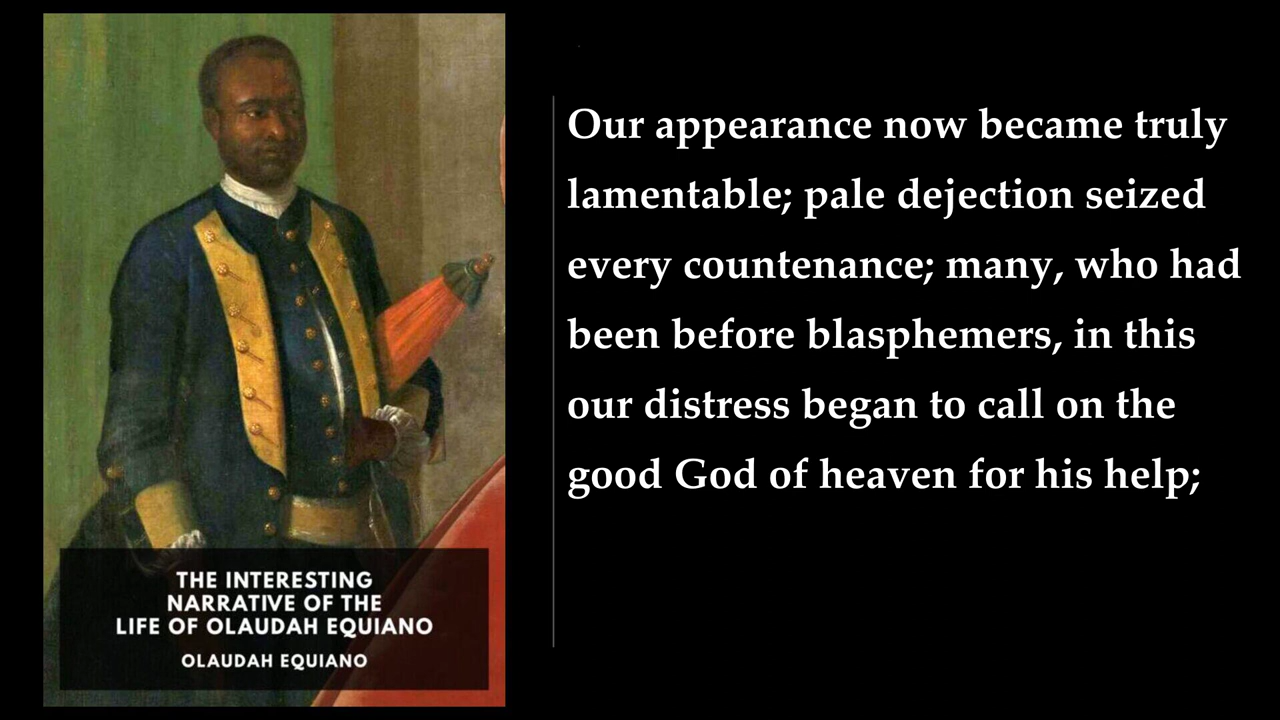 Our appearance now became truly
lamentable; pale dejection seized
every countenance; many, who had
been before blasphemers, in this
our distress began to call on the
good God of heaven for his help;
THE INTERESTING
NARRATIVE OF THE
LIFE OF OLAUDAH EQUIANO
OLAUDAH EQUIANO